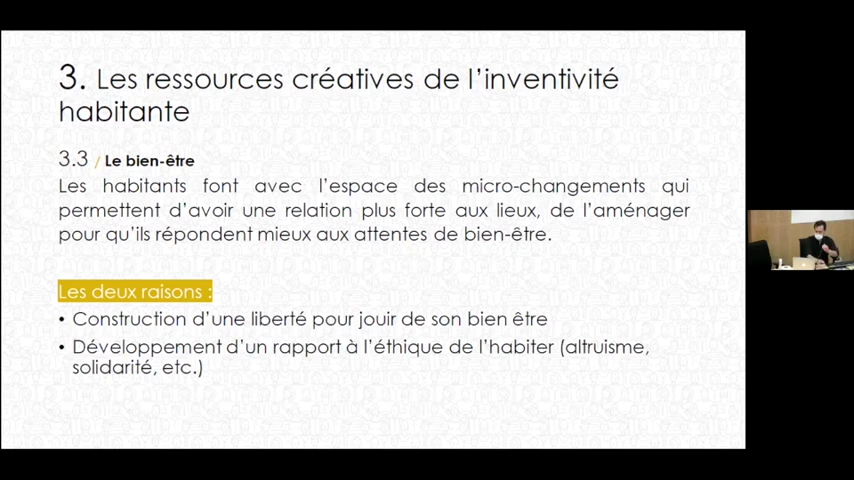 3. Les ressources créatives de l'inventivité
habitante
3.3 / Le bien-être
Les habitants font avec l'espace des micro-changements qui
permettent d'avoir une relation plus forte aux lieux, de l'aménager
pour qu'ils répondent mieux aux attentes de bien-être.
Les deux raisons :
• Construction d'une liberté pour jouir de son bien être
• Développement d'un rapport à l'éthique de l'habiter (altruisme,
solidarité, etc.)